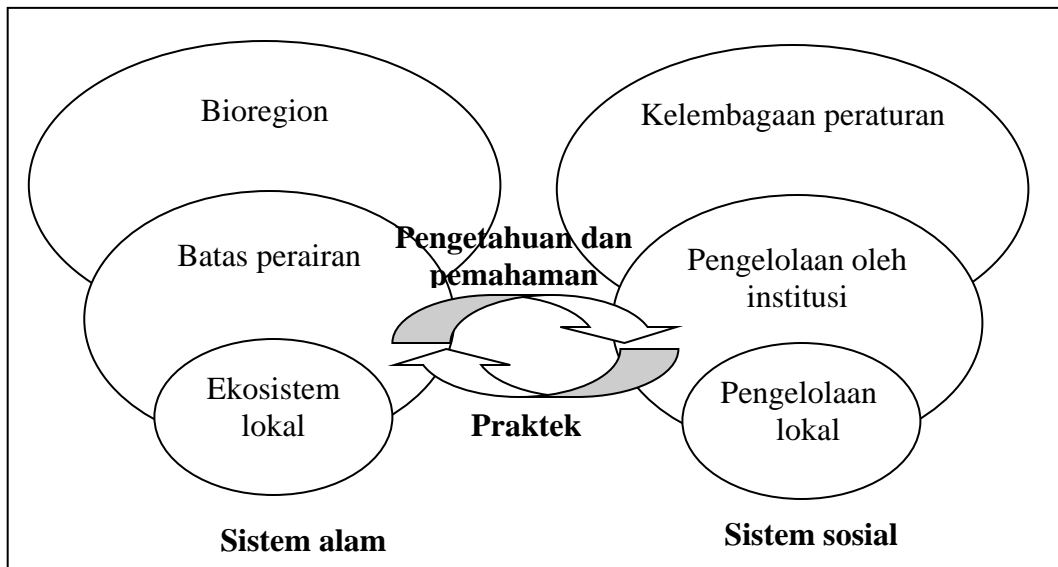 Bioregion
Kelembagaan peraturan
Batas perairan
Pengetahuan dan
pemahaman
Pengelolaan oleh
institusi
Ekosistem
lokal
Praktek
Pengelolaan
lokal
Sistem alam
Sistem sosial